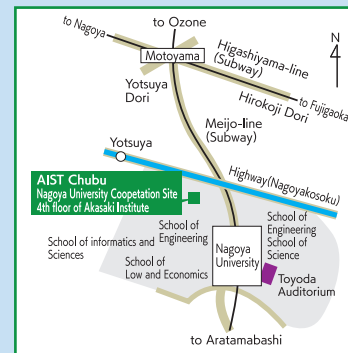 to Ozone
to Nagoya
N
Motoyama
Higashiyama-line
(Subway)
Yotsuya
Dori
Hirokoji Dori
to Fujigaoka
Meijo-line
(Subway)
Yotsuya
Highway(Nagoyakosoku)
AIST Chubu
Nagoya University Coopetation Site
4th floor of Akasaki Institute
School of
Engineering
School of
Engineering
School of
Science
School of informatics and
Sciences
Nagoya
University
School of
Low and Economics
Toyoda
Auditorium
to Aratamabashi